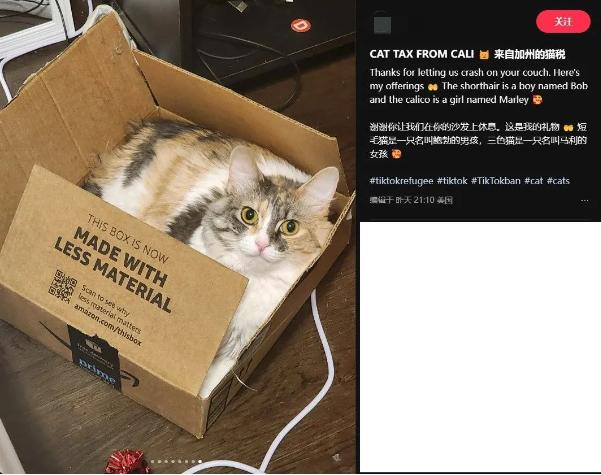 THIS BOX IS NOW
MADE WITH
LESS MATERIAL
Scan to see why
less material matters
amazon.com/thisbox
prime
关注
CAT TAX FROM CALI 🐱 来自加州的猫税
Thanks for letting us crash on your couch. Here's
my offerings 👐 The shorthair is a boy named Bob
and the calico is a girl named Marley 🥰
谢谢你让我们在你的沙发上休息。这是我的礼物 👐 短
毛猫是一只名叫鲍勃的男孩，三色猫是一只名叫马利的
女孩 🥰
#tiktokrefugee #tiktok #TikTokban #cat #cats
编辑于 昨天 21:10 美国
...